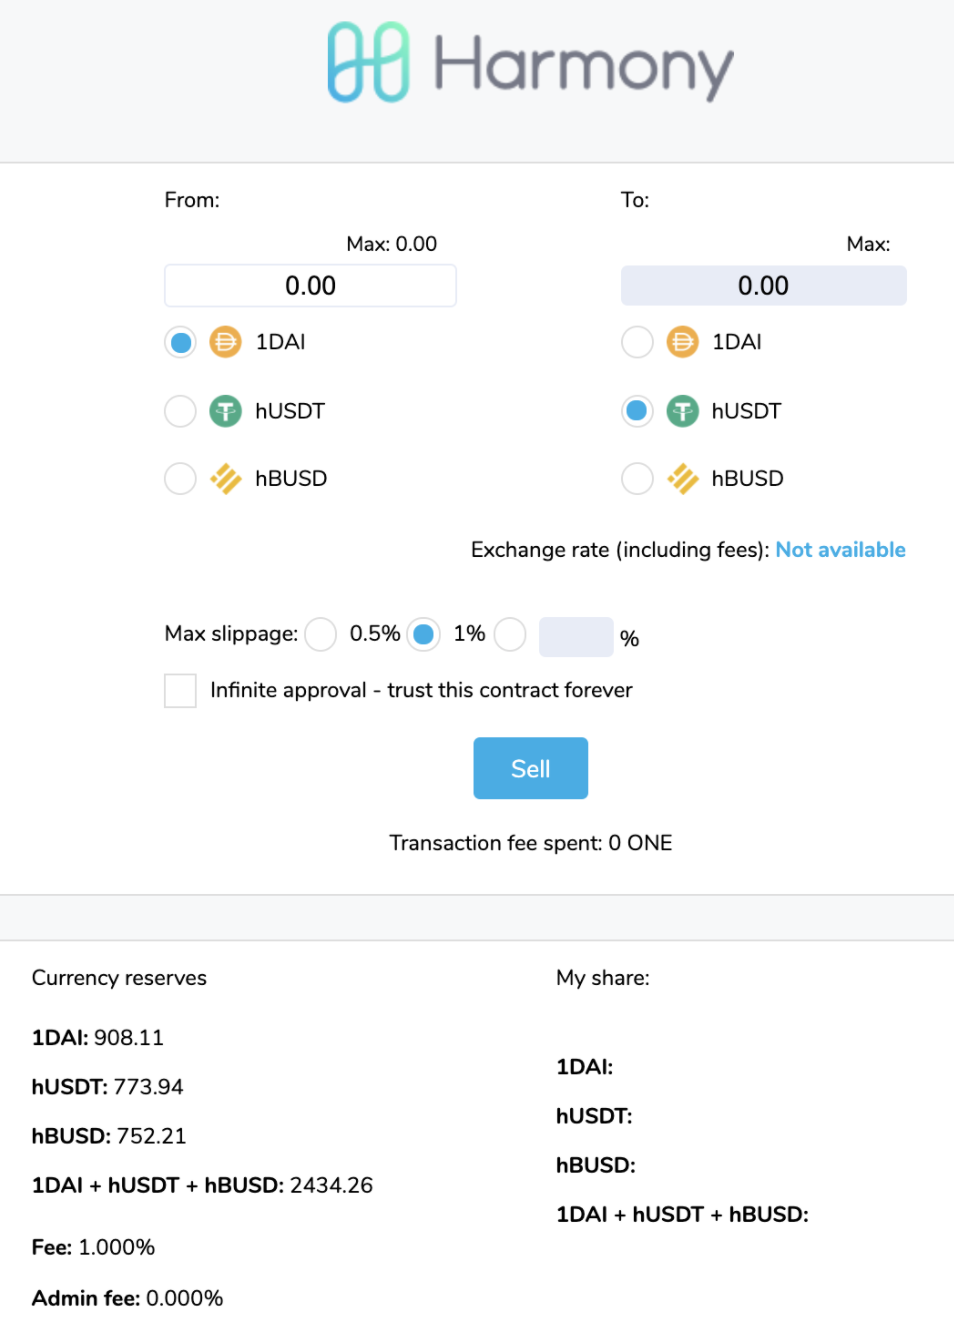 Harmony
From:
To:
Max: 0.00
Max:
0.00
0.00
1DAI
1DAI
hUSDT
hUSDT
hBUSD
hBUSD
Exchange rate (including fees): Not available
Max slippage: 0.5% 1% %
Infinite approval - trust this contract forever
Sell
Transaction fee spent: 0 ONE
Currency reserves
1DAI: 908.11
hUSDT: 773.94
hBUSD: 752.21
1DAI + hUSDT + hBUSD: 2434.26
Fee: 1.000%
Admin fee: 0.000%
My share:
1DAI:
hUSDT:
hBUSD:
1DAI + hUSDT + hBUSD: